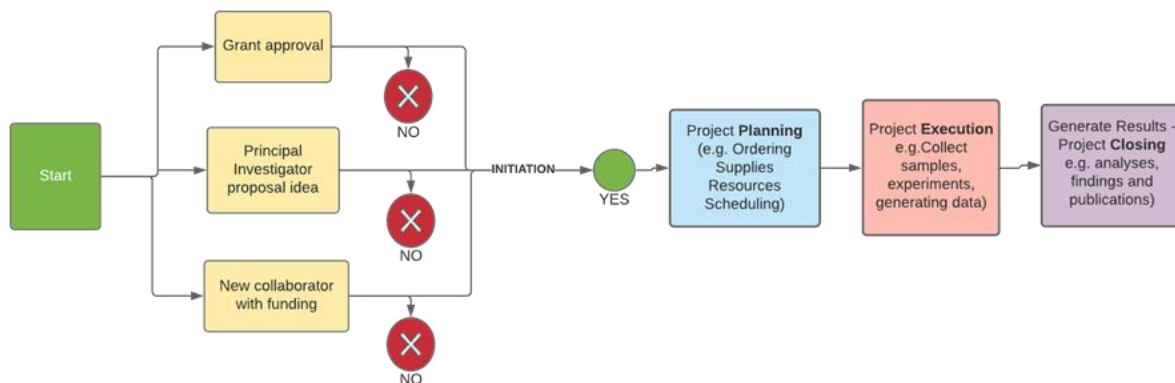 Start
Grant approval
NO
Principal
Investigator
proposal idea
NO
New collaborator
with funding
NO
INITIATION
YES
Project Planning
(e.g. Ordering
Supplies
Resources
Scheduling)
Project Execution
e.g.Collect
samples,
experiments,
generating data)
Generate Results -
Project Closing
e.g. analyses,
findings and
publications)